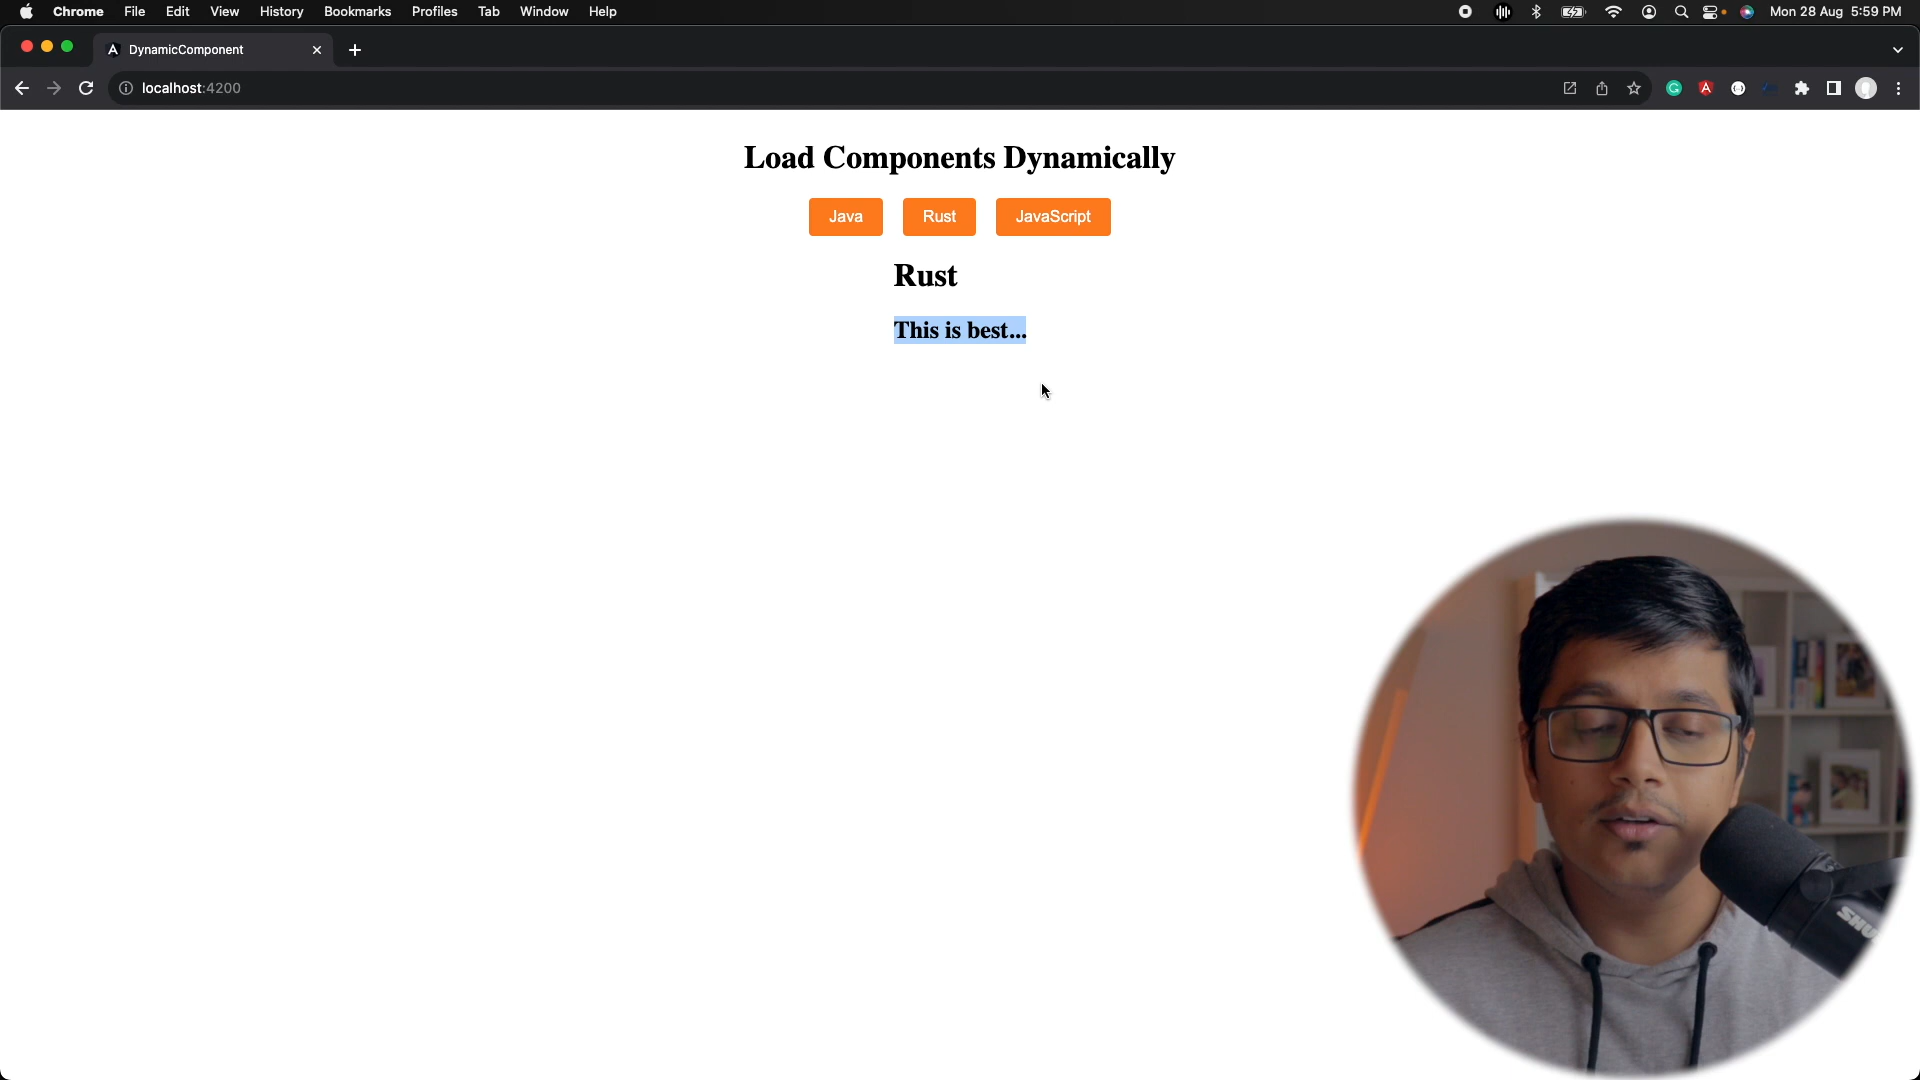 Chrome File Edit View History Bookmarks Profiles Tab Window Help Mon 28 Aug 5:59 PM
DynamicComponent
localhost:4200
Load Components Dynamically
Java Rust JavaScript
Rust
This is best...